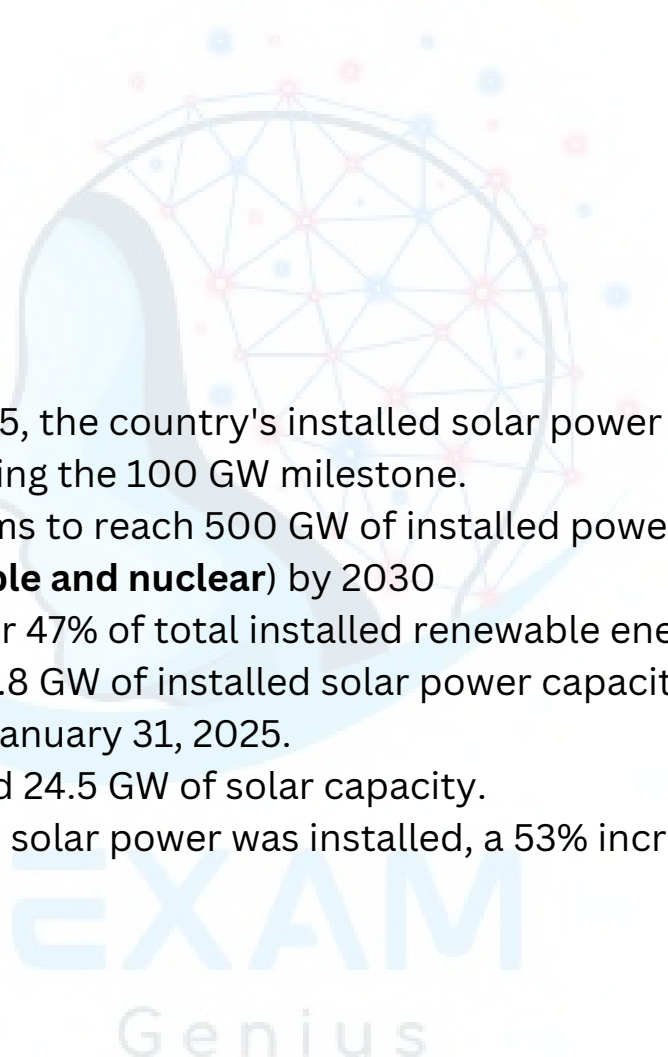 5, the country's installed solar power
ing the 100 GW milestone.
ms to reach 500 GW of installed powe
ble and nuclear) by 2030
r 47% of total installed renewable ene
.8 GW of installed solar power capacit
anuary 31, 2025.
d 24.5 GW of solar capacity.
solar power was installed, a 53% incr
EXAM
Genius